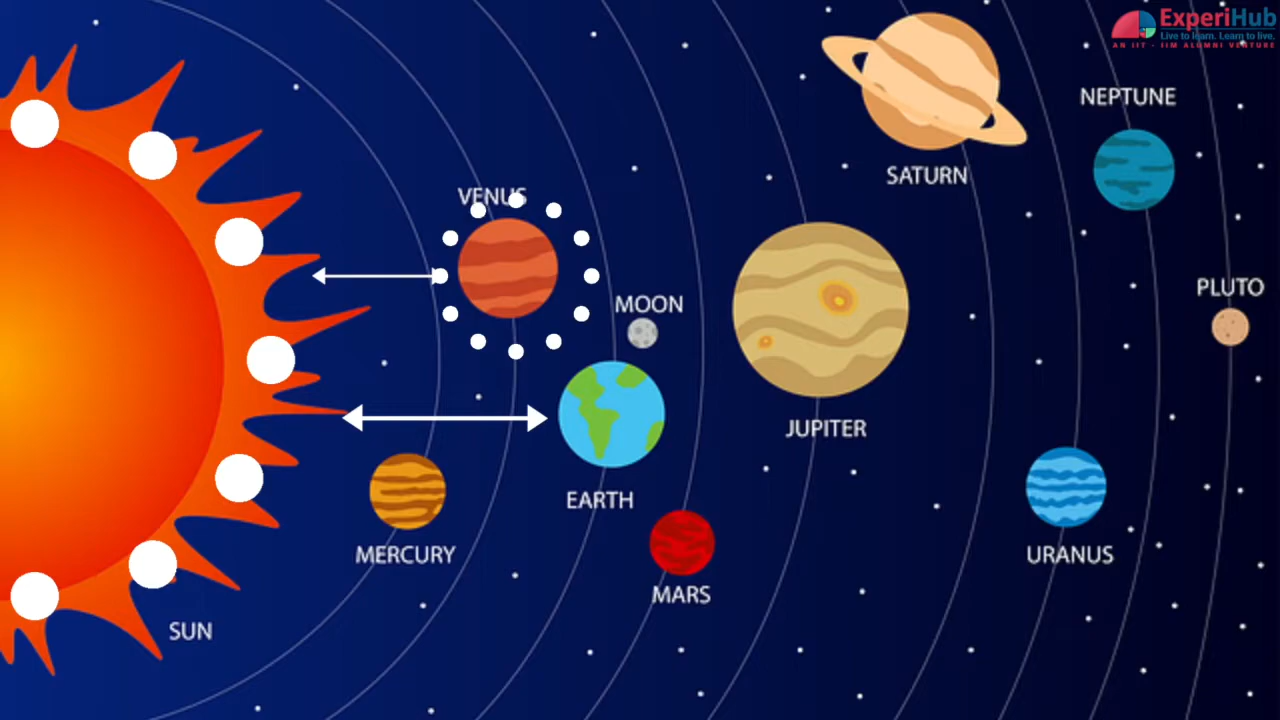 ExperiHub
Live to learn. Learn to live.
AN IIT - IIM ALUMNI VENTURE
NEPTUNE
SATURN
VENUS
PLUTO
MOON
JUPITER
EARTH
MERCURY
URANUS
MARS
SUN